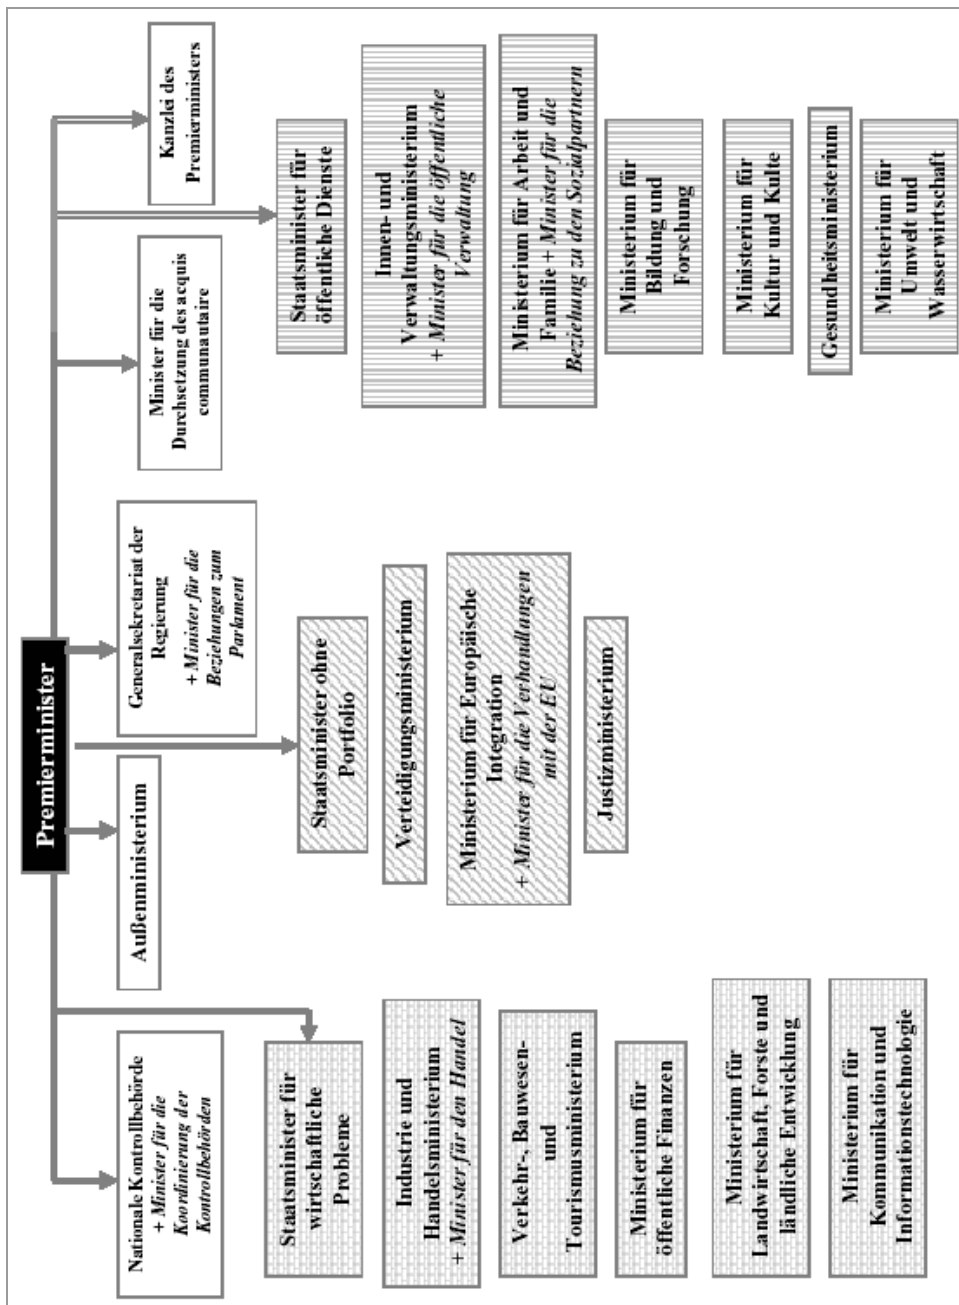 Premierminister
Nationale Kontrollbehörde
+ Minister für die
Koordinierung der
Kontrollbehörden
Außenministerium
Generalsekretariat der
Regierung
+ Minister für die
Beziehungen zum
Parlament
Minister für die
Durchsetzung des acquis
communautaire
Kanzlei des
Premierministers
Staatsminister für
wirtschaftliche
Probleme
Industrie und
Handelsministerium
+ Minister für den Handel
Verkehr-, Bauwesen-
und
Tourismusministerium
Ministerium für
öffentliche Finanzen
Ministerium für
Landwirtschaft, Forste und
ländliche Entwicklung
Ministerium für
Kommunikation und
Informationstechnologie
Staatsminister ohne
Portfolio
Verteidigungsministerium
Ministerium für Europäische
Integration
+ Minister für die Verhandlangen
mit der EU
Justizministerium
Staatsminister für
öffentliche Dienste
Innen- und
Verwaltungsministerium
+ Minister für die öffentliche
Verwaltung
Ministerium für Arbeit und
Familie + Minister für die
Beziehung zu den Sozialpartnern
Ministerium für
Bildung und
Forschung
Ministerium für
Kultur und Kulte
Gesundheitsministerium
Ministerium für
Umwelt und
Wasserwirtschaft